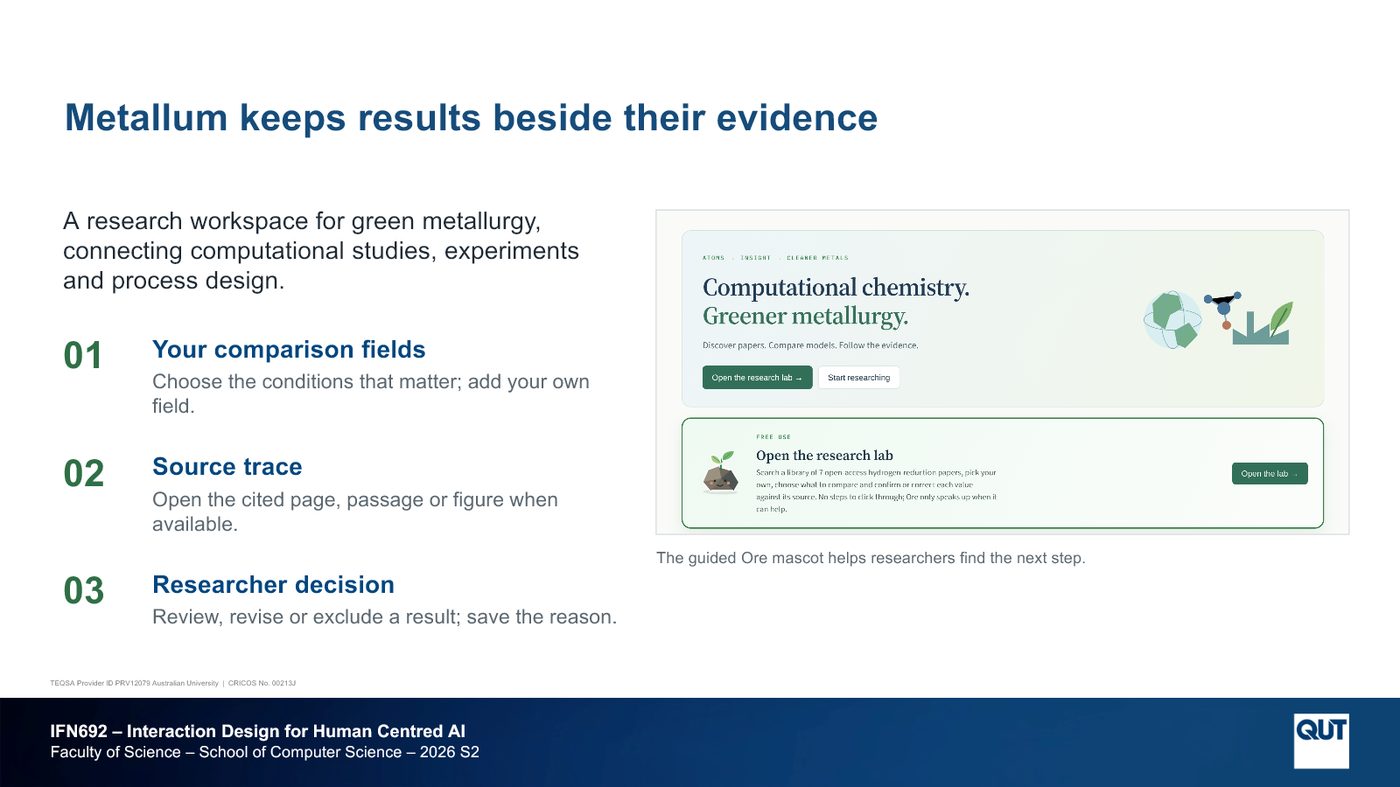 Metallum keeps results beside their evidence
A research workspace for green metallurgy,
connecting computational studies, experiments
and process design.
01
Your comparison fields
Choose the conditions that matter; add your own
field.
02
Source trace
Open the cited page, passage or figure when
available.
03
Researcher decision
Review, revise or exclude a result; save the reason.
ATOMS · INSIGHT · CLEANER METALS
Computational chemistry.
Greener metallurgy.
Discover papers. Compare models. Follow the evidence.
Open the research lab →
Start researching
FREE USE
Open the research lab
Search a library of 7 open-access hydrogen-reduction papers, pick your
own, choose what to compare and confirm or correct each value
against its source. No steps to click through; Ore only speaks up when it
can help.
Open the lab →
The guided Ore mascot helps researchers find the next step.
TEQSA Provider ID PRV12079 Australian University | CRICOS No. 00213J
IFN692 – Interaction Design for Human Centred AI
Faculty of Science – School of Computer Science – 2026 S2
QUT